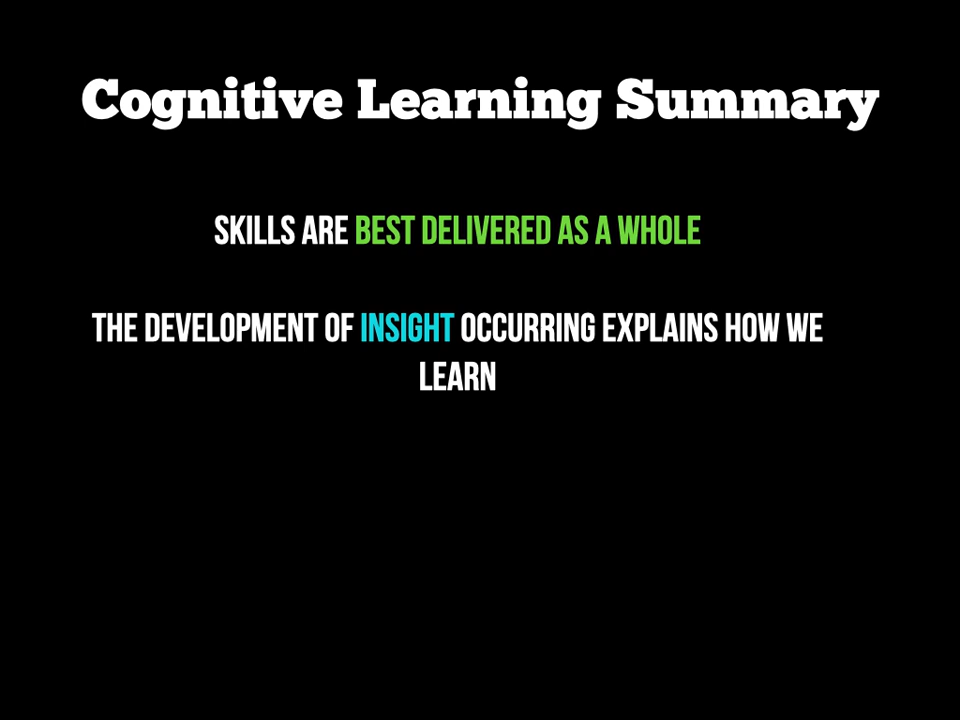 Cognitive Learning Summary
SKILLS ARE BEST DELIVERED AS A WHOLE
THE DEVELOPMENT OF INSIGHT OCCURRING EXPLAINS HOW WE
LEARN